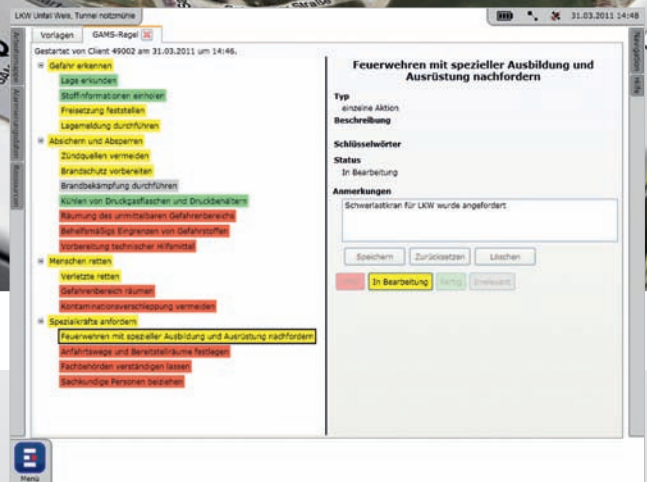 LKW Unfall Weis, Tunnel notzmühle
31.03.2011 14:48
Vorlagen
GAMS-Regel
Gestartet von Client 49002 am 31.03.2011 um 14:46.
Gefahr erkennen
Lage erkunden
Stoffinformationen einholen
Freisetzung feststellen
Lagemeldung durchführen
Absichern und Absperren
Zündquellen vermeiden
Brandschutz vorbereiten
Brandbekämpfung durchführen
Kühlen von Druckgasflaschen und Druckbehältern
Räumung des unmittelbaren Gefahrenbereichs
Behelfsmäßige Eingrenzen von Gefahrstoffen
Vorbereitung technischer Hilfsmittel
Menschen retten
Verletzte retten
Gefahrenbereich räumen
Kontaminationsverschleppung vermeiden
Spezialkräfte anfordern
Feuerwehren mit spezieller Ausbildung und Ausrüstung nachfordern
Anfahrtswege und Bereitstellräume festlegen
Fachbehörden verständigen lassen
Sachkundige Personen beiziehen
Feuerwehren mit spezieller Ausbildung und
Ausrüstung nachfordern
Typ
einzelne Aktion
Beschreibung
Schlüsselwörter
Status
In Bearbeitung
Anmerkungen
Schwerlastkran für LKW wurde angefordert
Speichern
Zurücksetzen
Löschen
In Bearbeitung
Fertig
Irrelevant
Navigation
Hilfe
Ressourcen
Menü